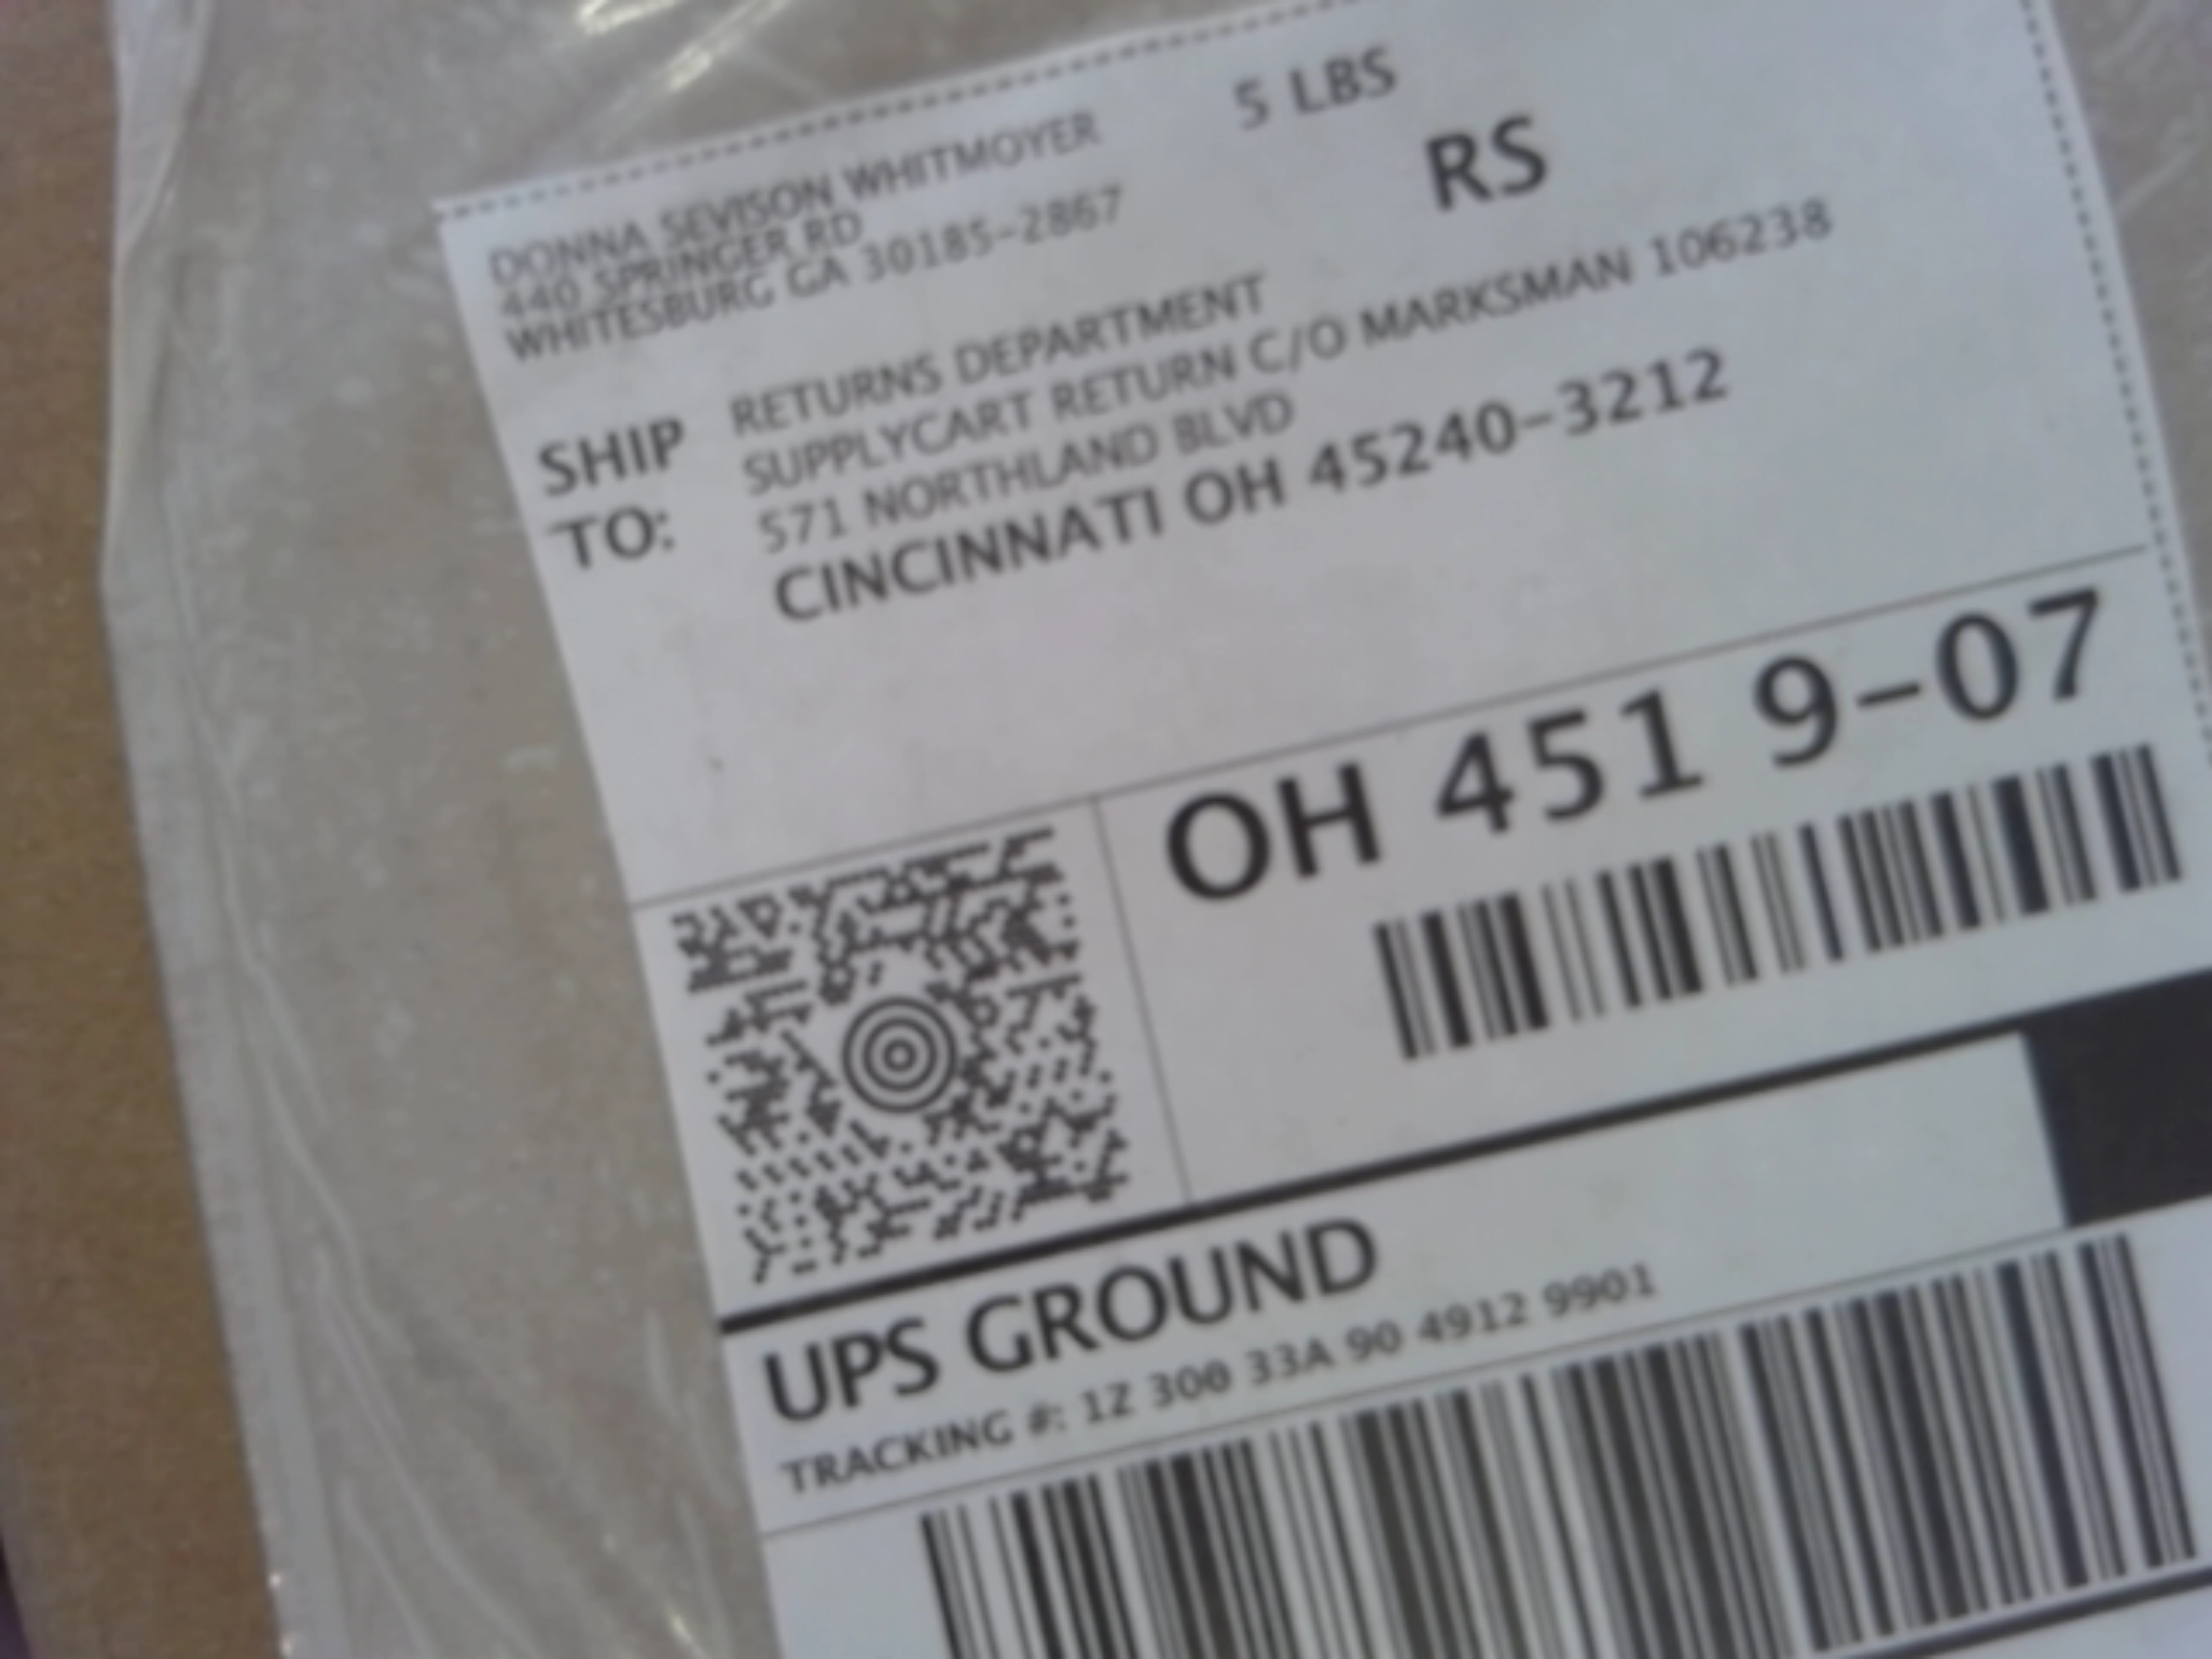 DONNA SEVISON WHITMOYER
440 SPRINGER RD
WHITESBURG GA 30185-2867
5 LBS
RS
SHIP TO:
RETURNS DEPARTMENT
SUPPLYCART RETURN C/O MARKSMAN 106238
571 NORTHLAND BLVD
CINCINNATI OH 45240-3212
OH 451 9-07
UPS GROUND
TRACKING #: 1Z 300 33A 90 4912 9901